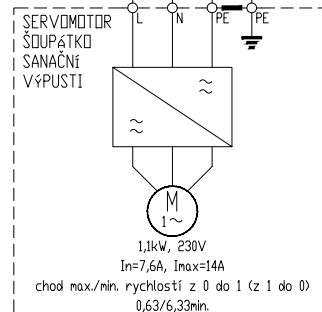 L N PE PE
SERVOMOTOR
ŠOUPÁTKO
SANAČNÍ
VÝPUSTI
M
1~
1,1kW, 230V
In=7,6A, Imax=14A
chod max./min. rychlostí z 0 do 1 (z 1 do 0)
0,63/6,33min.